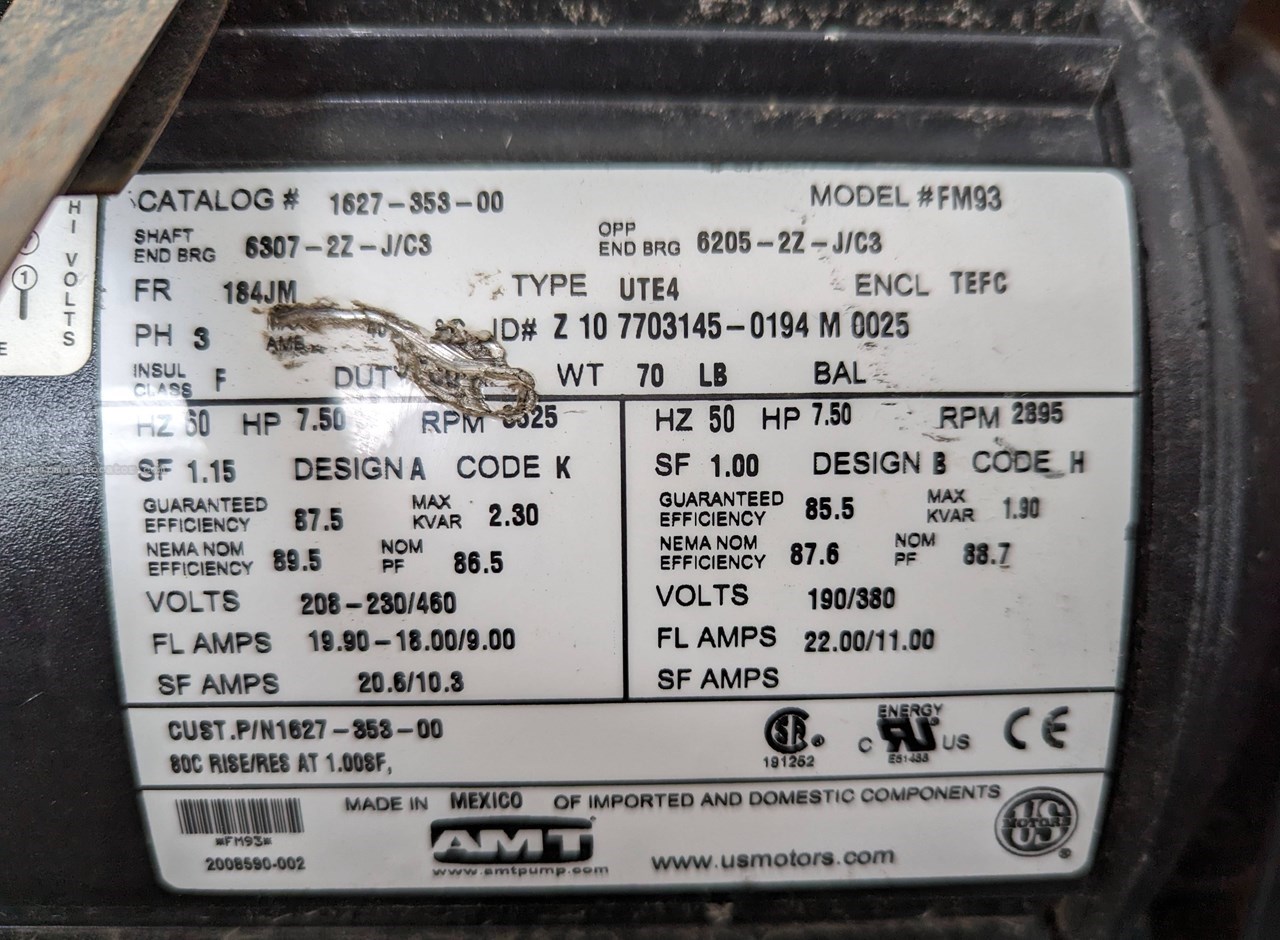 CATALOG # 1627-353-00 MODEL #FM93
SHAFT END BRG 6307-2Z-J/C3 OPP END BRG 6205-2Z-J/C3
FR 184JM TYPE UTE4 ENCL TEFC
PH 3 AMB ID# Z 10 7703145-0194 M 0025
INSUL CLASS F DUTY WT 70 LB BAL
HZ 60 HP 7.50 RPM
SF 1.15 DESIGN A CODE K
GUARANTEED EFFICIENCY 87.5 MAX KVAR 2.30
NEMA NOM EFFICIENCY 89.5 NOM PF 86.5
VOLTS 208-230/460
FL AMPS 19.90-18.00/9.00
SF AMPS 20.6/10.3
HZ 50 HP 7.50 RPM 2895
SF 1.00 DESIGN B CODE H
GUARANTEED EFFICIENCY 85.5 MAX KVAR 1.90
NEMA NOM EFFICIENCY 87.6 NOM PF 88.7
VOLTS 190/380
FL AMPS 22.00/11.00
SF AMPS
CUST.P/N1627-353-00
80C RISE/RES AT 1.00SF,
SA ® 191252
ENERGY
C RU ® US
E51488
CE
MADE IN MEXICO OF IMPORTED AND DOMESTIC COMPONENTS
*FM93*
2008590-002
AMT
www.amtpump.com
www.usmotors.com
US MOTORS ®
HI VOLTS
1
E